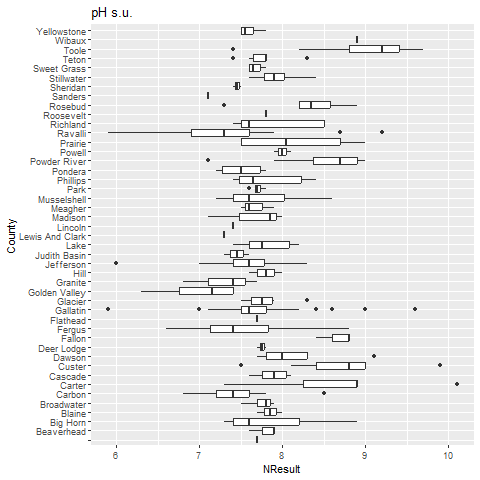 pH s.u.
Yellowstone
Wibaux
Toole
Teton
Sweet Grass
Stillwater
Sheridan
Sanders
Rosebud
Roosevelt
Richland
Ravalli
Prairie
Powell
Powder River
Pondera
Phillips
Park
Musselshell
Meagher
Madison
Lincoln
Lewis And Clark
Lake
Judith Basin
Jefferson
Hill
Granite
Golden Valley
Glacier
Gallatin
Flathead
Fergus
Fallon
Deer Lodge
Dawson
Custer
Cascade
Carter
Carbon
Broadwater
Blaine
Big Horn
Beaverhead
County
6 7 8 9 10
NResult